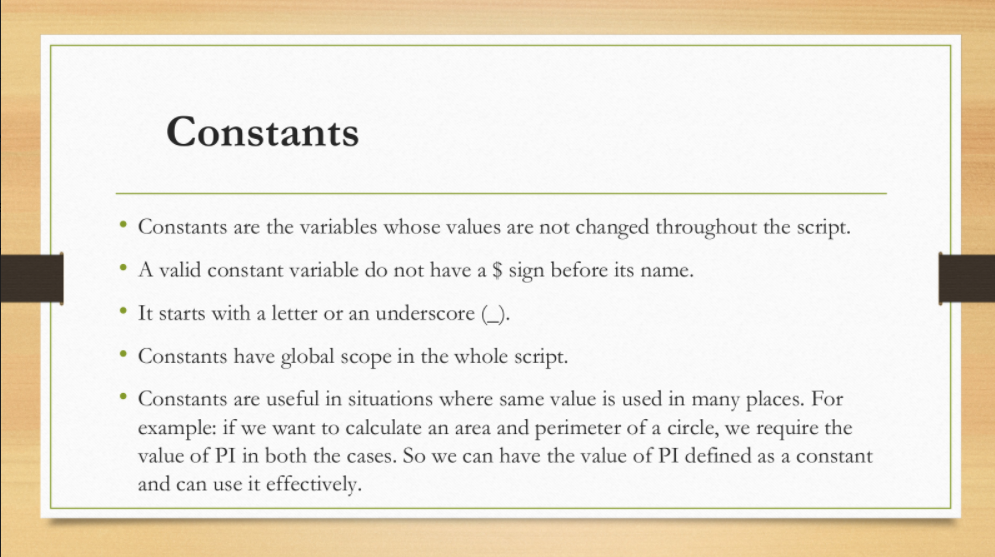 Constants
• Constants are the variables whose values are not changed throughout the script.
• A valid constant variable do not have a $ sign before its name.
• It starts with a letter or an underscore (_).
• Constants have global scope in the whole script.
• Constants are useful in situations where same value is used in many places. For
example: if we want to calculate an area and perimeter of a circle, we require the
value of PI in both the cases. So we can have the value of PI defined as a constant
and can use it effectively.